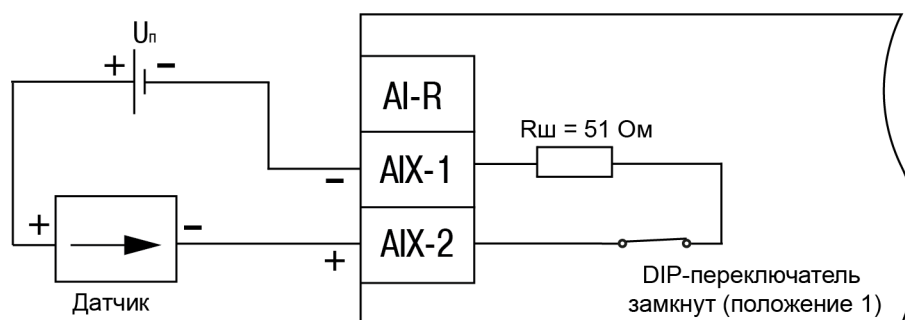 Uп
+ −
AI-R
Rш = 51 Ом
− AIX-1
+ − + AIX-2
Датчик
DIP-переключатель
замкнут (положение 1)